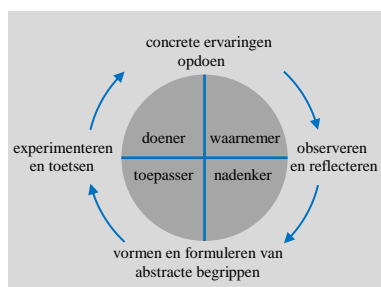 concrete ervaringen
opdoen
doener
waarnemer
experimenteren
en toetsen
observeren
en reflecteren
toepasser
nadenker
vormen en formuleren van
abstracte begrippen